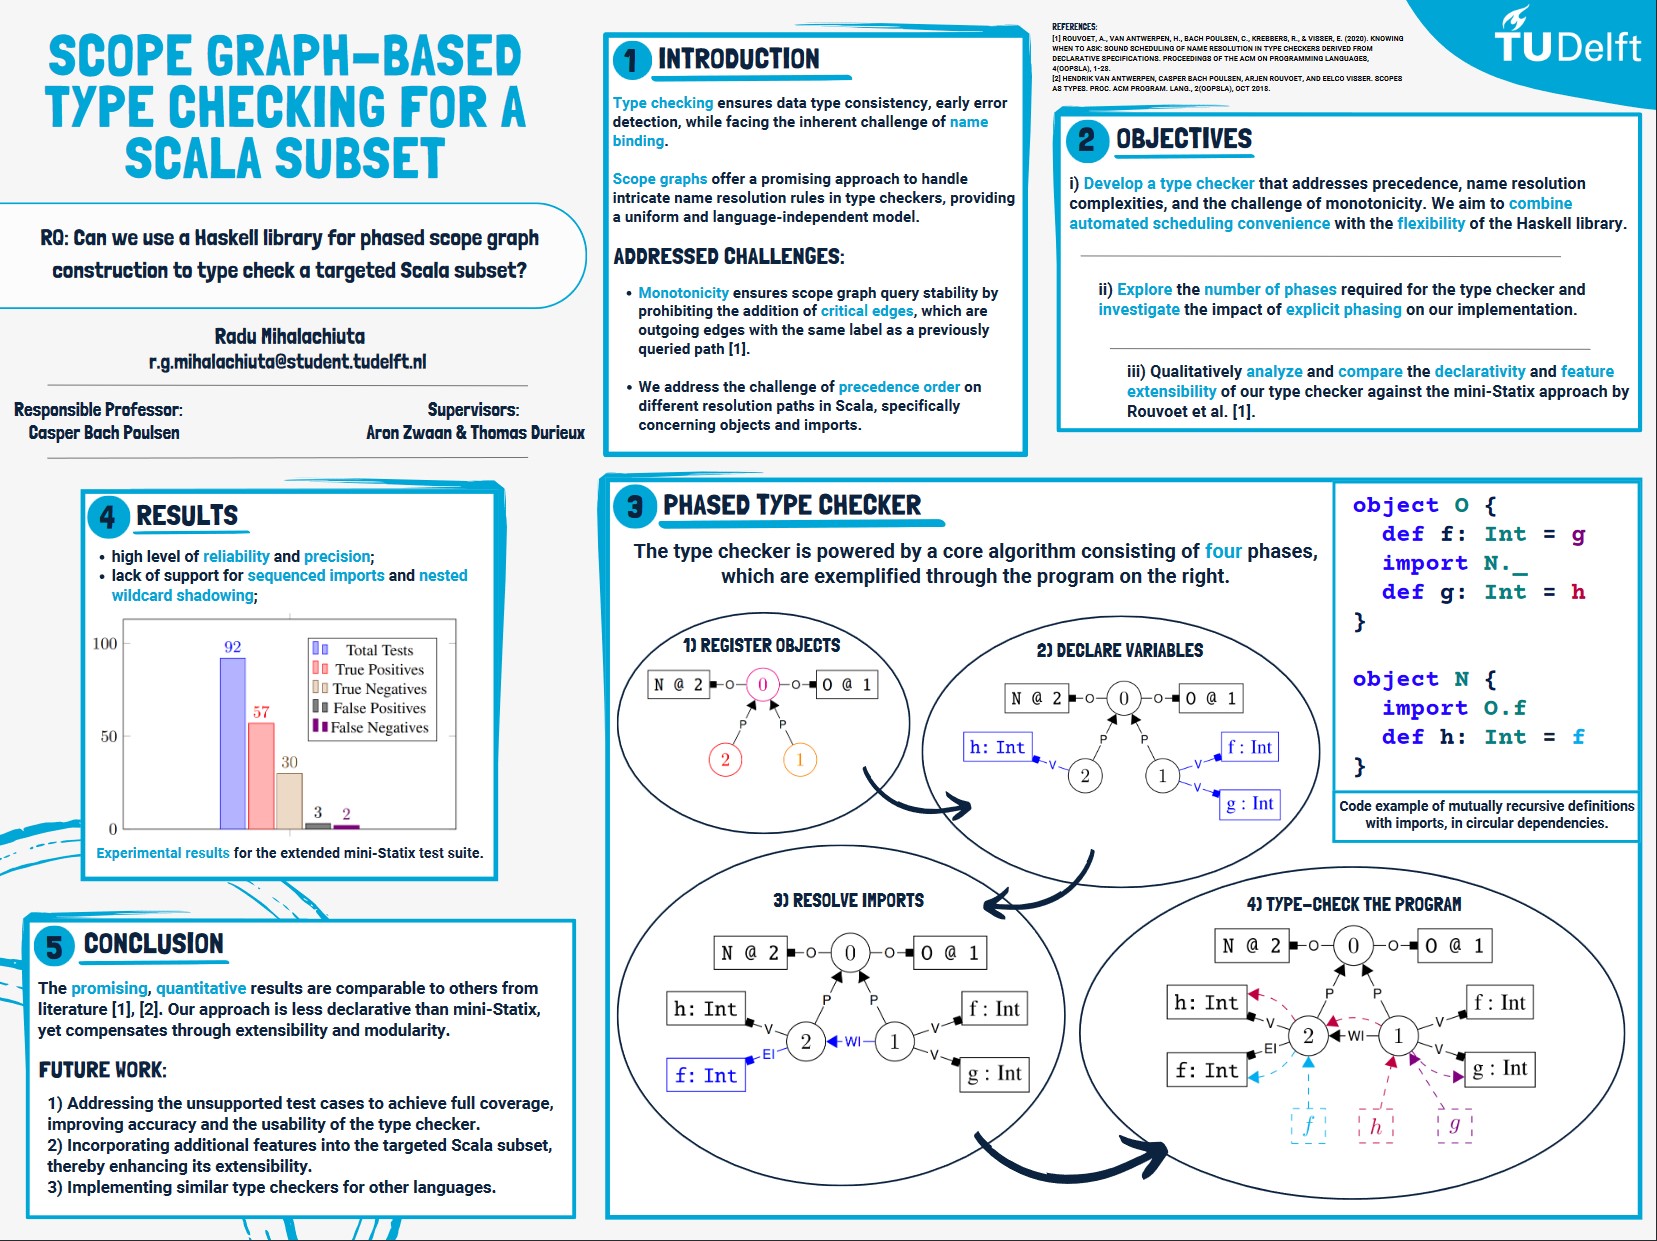 SCOPE GRAPH-BASED
TYPE CHECKING FOR A
SCALA SUBSET
RQ: Can we use a Haskell library for phased scope graph
construction to type check a targeted Scala subset?
Radu Mihalachiuta
r.g.mihalachiuta@student.tudelft.nl
Responsible Professor:
Casper Bach Poulsen
Supervisors:
Aron Zwaan & Thomas Durieux
1 INTRODUCTION
Type checking ensures data type consistency, early error
detection, while facing the inherent challenge of name
binding.
Scope graphs offer a promising approach to handle
intricate name resolution rules in type checkers, providing
a uniform and language-independent model.
ADDRESSED CHALLENGES:
• Monotonicity ensures scope graph query stability by
prohibiting the addition of critical edges, which are
outgoing edges with the same label as a previously
queried path [1].
• We address the challenge of precedence order on
different resolution paths in Scala, specifically
concerning objects and imports.
REFERENCES:
[1] ROUVOET, A., VAN ANTWERPEN, H., BACH POULSEN, C., KREBBERS, R., & VISSER, E. (2020). KNOWING
WHEN TO ASK: SOUND SCHEDULING OF NAME RESOLUTION IN TYPE CHECKERS DERIVED FROM
DECLARATIVE SPECIFICATIONS. PROCEEDINGS OF THE ACM ON PROGRAMMING LANGUAGES,
4(OOPSLA), 1-28.
[2] HENDRIK VAN ANTWERPEN, CASPER BACH POULSEN, ARJEN ROUVOET, AND EELCO VISSER. SCOPES
AS TYPES. PROC. ACM PROGRAM. LANG., 2(OOPSLA), OCT 2018.
TU Delft
2 OBJECTIVES
i) Develop a type checker that addresses precedence, name resolution
complexities, and the challenge of monotonicity. We aim to combine
automated scheduling convenience with the flexibility of the Haskell library.
ii) Explore the number of phases required for the type checker and
investigate the impact of explicit phasing on our implementation.
iii) Qualitatively analyze and compare the declarativity and feature
extensibility of our type checker against the mini-Statix approach by
Rouvoet et al. [1].
3 PHASED TYPE CHECKER
The type checker is powered by a core algorithm consisting of four phases,
which are exemplified through the program on the right.
object O {
def f: Int = g
import N._
def g: Int = h
}
object N {
import O.f
def h: Int = f
}
Code example of mutually recursive definitions
with imports, in circular dependencies.
1) REGISTER OBJECTS
N @ 2 O 0 O O @ 1
P P
2 1
2) DECLARE VARIABLES
N @ 2 O 0 O O @ 1
P P
h: Int V 2 1 V f : Int
V g : Int
3) RESOLVE IMPORTS
N @ 2 O 0 O O @ 1
P P
h: Int V 2 WI 1 V f : Int
f: Int EI V g : Int
4) TYPE-CHECK THE PROGRAM
N @ 2 O 0 O O @ 1
P P
h: Int V 2 WI 1 V f : Int
f: Int EI V g : Int
f h g
4 RESULTS
• high level of reliability and precision;
• lack of support for sequenced imports and nested
wildcard shadowing;
100
50
0
92
57
30
3
2
Total Tests
True Positives
True Negatives
False Positives
False Negatives
Experimental results for the extended mini-Statix test suite.
5 CONCLUSION
The promising, quantitative results are comparable to others from
literature [1], [2]. Our approach is less declarative than mini-Statix,
yet compensates through extensibility and modularity.
FUTURE WORK:
1) Addressing the unsupported test cases to achieve full coverage,
improving accuracy and the usability of the type checker.
2) Incorporating additional features into the targeted Scala subset,
thereby enhancing its extensibility.
3) Implementing similar type checkers for other languages.